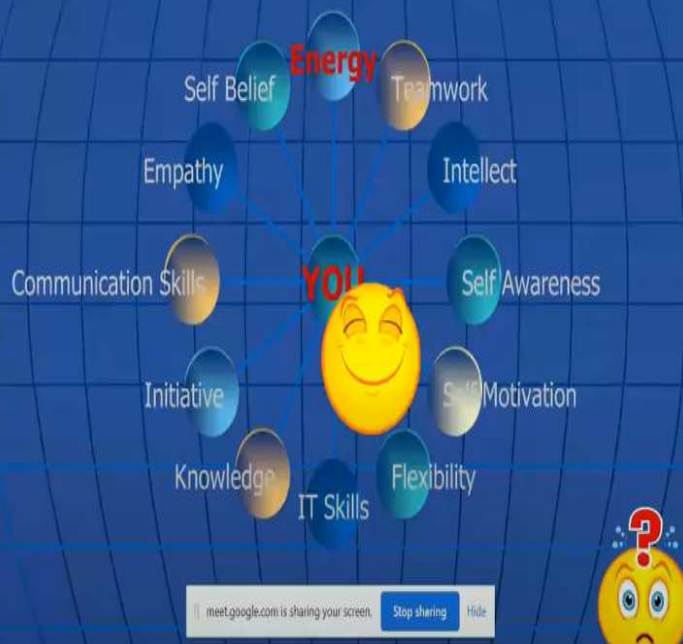 Energy
Self Belief
Teamwork
Empathy
Intellect
YOU
Communication Skills
Self Awareness
Initiative
Self Motivation
Knowledge
Flexibility
IT Skills
?
meet.google.com is sharing your screen.
Stop sharing
Hide